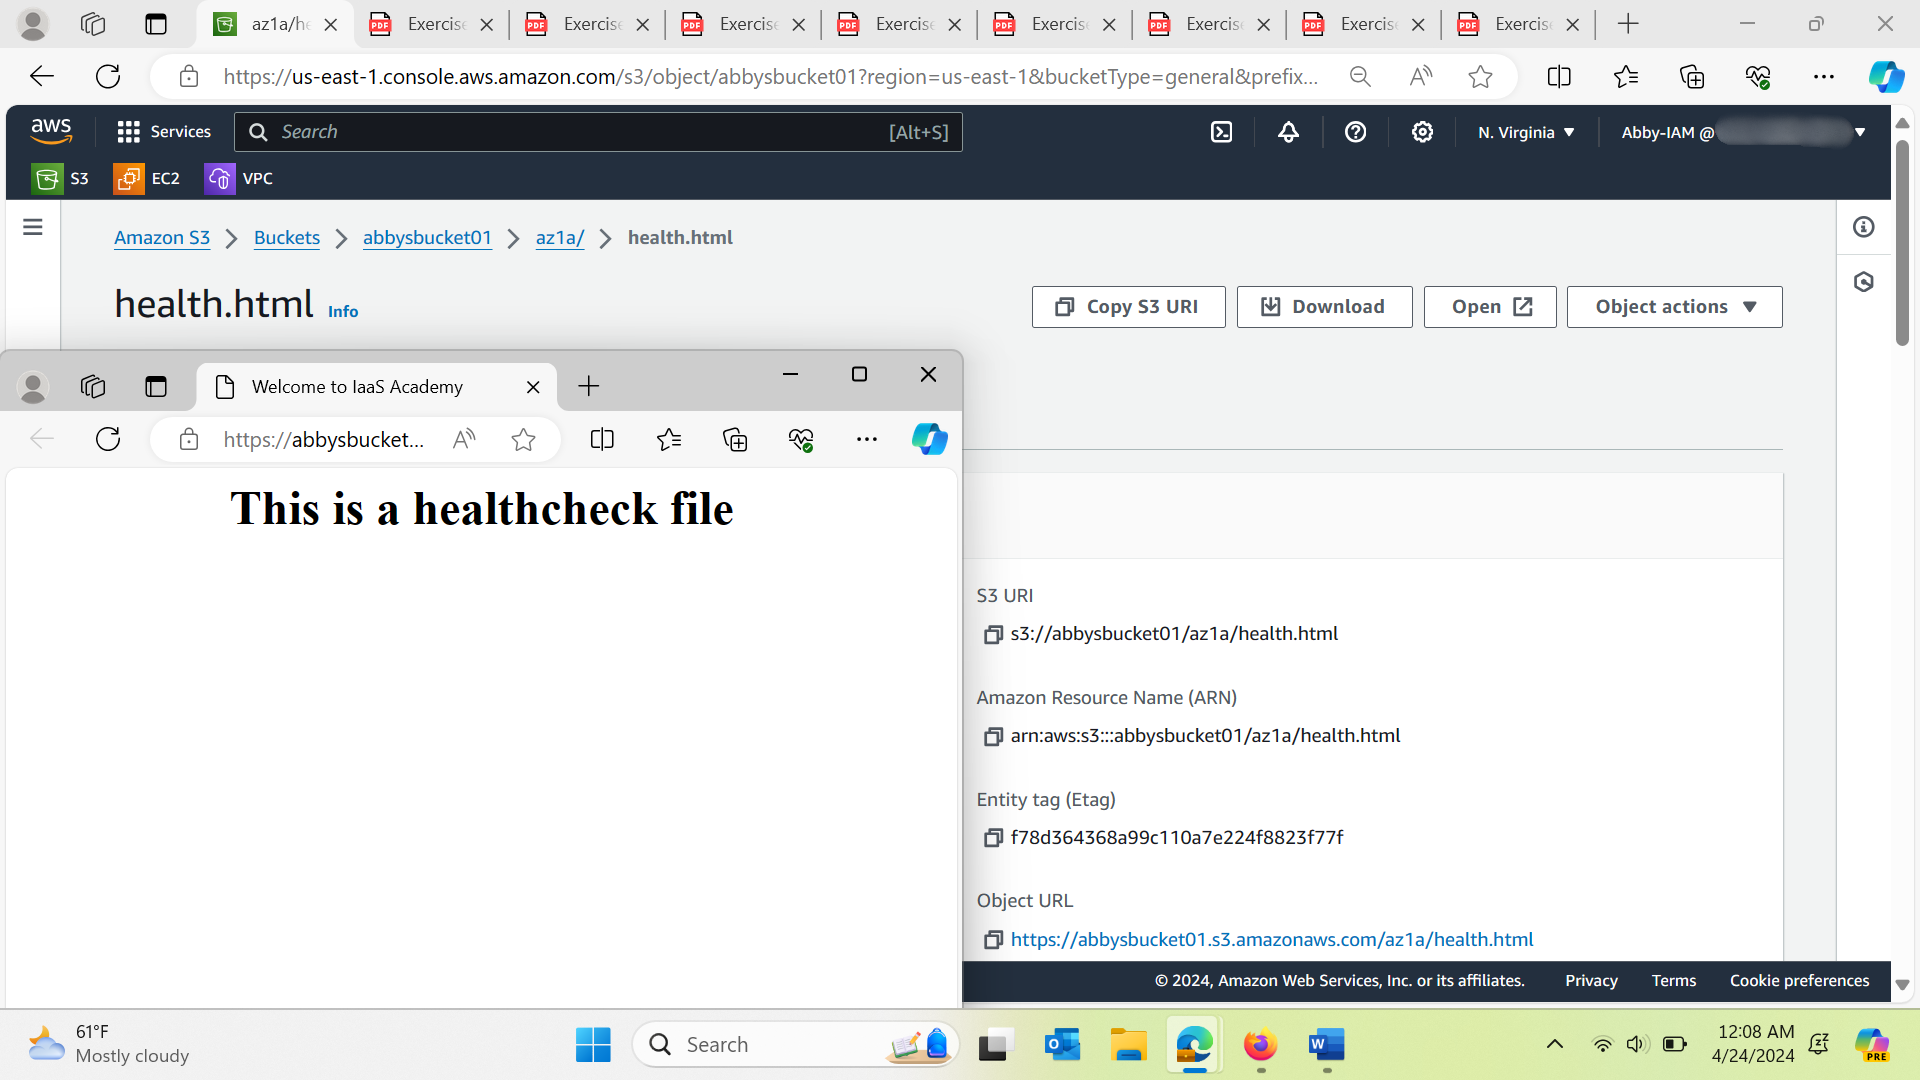 az1a/he
Exercise
Exercise
Exercise
Exercise
Exercise
Exercise
Exercise
Exercise
https://us-east-1.console.aws.amazon.com/s3/object/abbysbucket01?region=us-east-1&bucketType=general&prefix...
aws
Services
Search
[Alt+S]
N. Virginia
Abby-IAM @
S3
EC2
VPC
Amazon S3
Buckets
abbysbucket01
az1a/
health.html
health.html
Info
Copy S3 URI
Download
Open
Object actions
Welcome to IaaS Academy
https://abbysbucket...
This is a healthcheck file
S3 URI
s3://abbysbucket01/az1a/health.html
Amazon Resource Name (ARN)
arn:aws:s3:::abbysbucket01/az1a/health.html
Entity tag (Etag)
f78d364368a99c110a7e224f8823f77f
Object URL
https://abbysbucket01.s3.amazonaws.com/az1a/health.html
© 2024, Amazon Web Services, Inc. or its affiliates.
Privacy
Terms
Cookie preferences
61°F
Mostly cloudy
Search
12:08 AM
4/24/2024
PRE